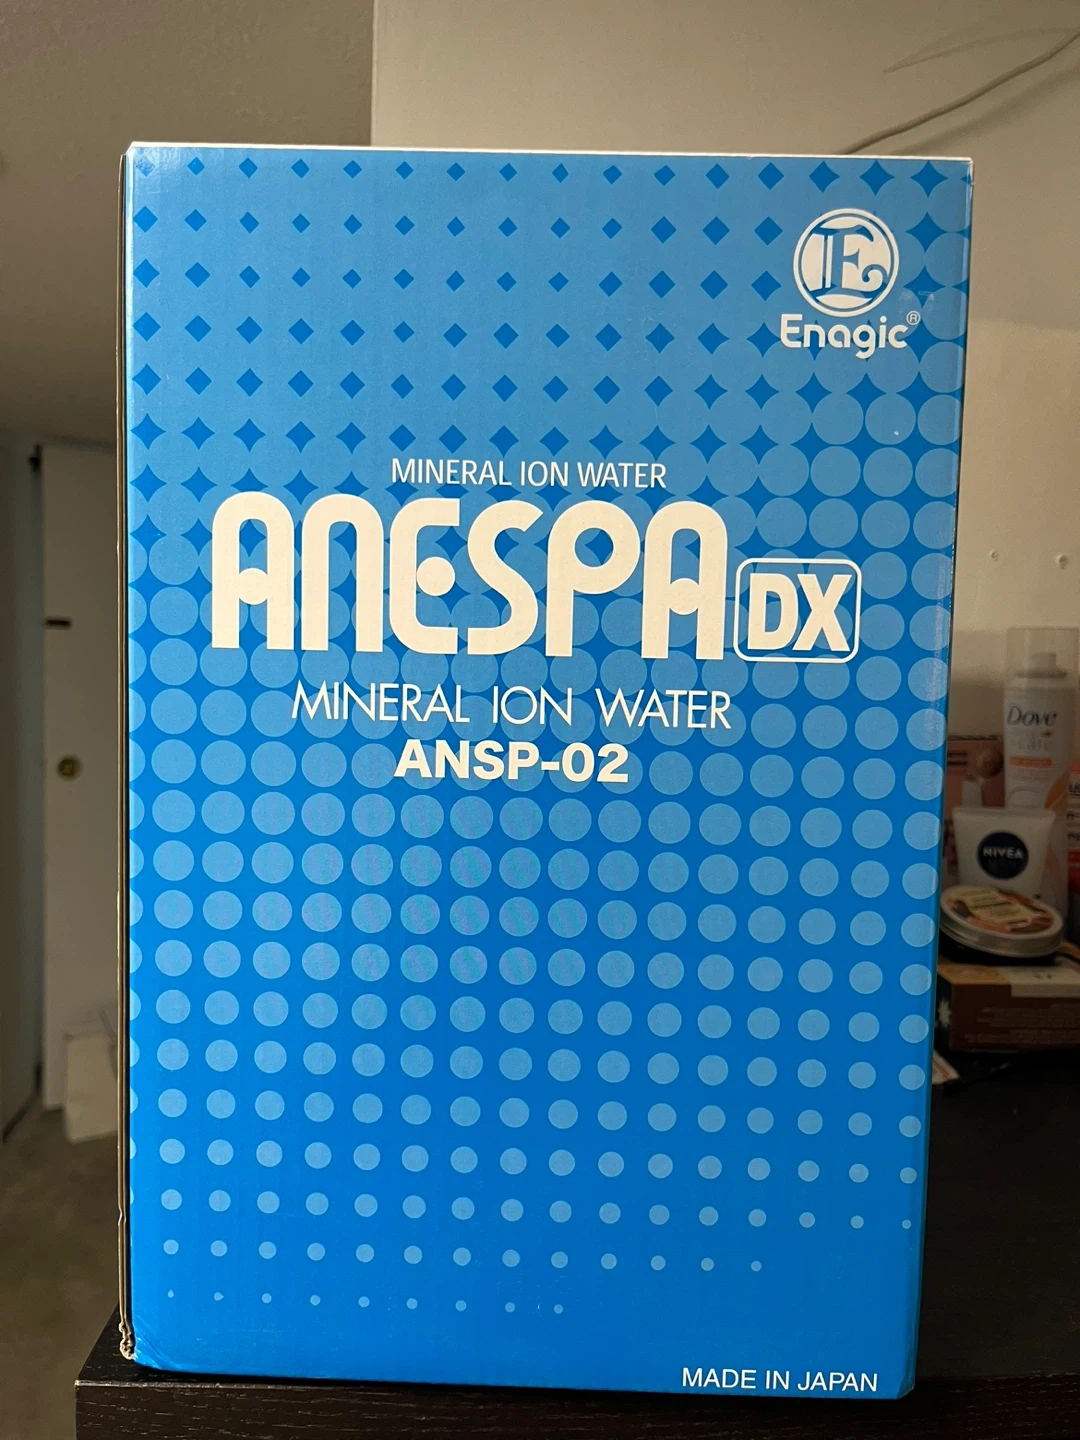 E
Enagic®
MINERAL ION WATER
ANESPA DX
MINERAL ION WATER
ANSP-02
Dove
NIVEA
MADE IN JAPAN